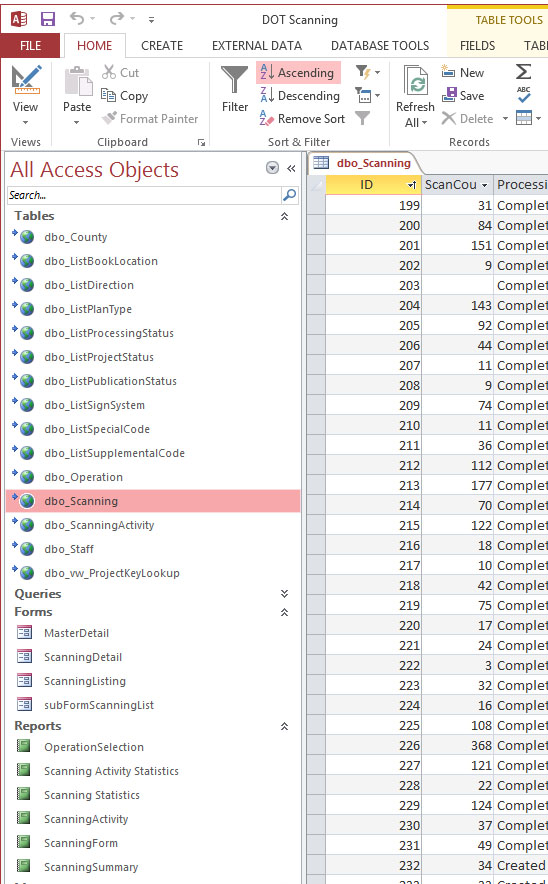 DOT Scanning
TABLE TOOLS
FILE HOME CREATE EXTERNAL DATA DATABASE TOOLS FIELDS TAB
View
Views
Paste
Cut
Copy
Format Painter
Clipboard
Filter
Ascending
Descending
Remove Sort
Sort & Filter
Refresh
All
New
Save
Delete
Records
Σ
ABC
All Access Objects
Search...
Tables
dbo_County
dbo_ListBookLocation
dbo_ListDirection
dbo_ListPlanType
dbo_ListProcessingStatus
dbo_ListProjectStatus
dbo_ListPublicationStatus
dbo_ListSignSystem
dbo_ListSpecialCode
dbo_ListSupplementalCode
dbo_Operation
dbo_Scanning
dbo_ScanningActivity
dbo_Staff
dbo_vw_ProjectKeyLookup
Queries
Forms
MasterDetail
ScanningDetail
ScanningListing
subFormScanningList
Reports
OperationSelection
Scanning Activity Statistics
Scanning Statistics
ScanningActivity
ScanningForm
ScanningSummary
dbo_Scanning
ID ScanCou Processi
199 31 Complet
200 84 Complet
201 151 Complet
202 9 Complet
203 Complet
204 143 Complet
205 92 Complet
206 44 Complet
207 11 Complet
208 9 Complet
209 74 Complet
210 11 Complet
211 36 Complet
212 112 Complet
213 177 Complet
214 70 Complet
215 122 Complet
216 18 Complet
217 10 Complet
218 42 Complet
219 75 Complet
220 17 Complet
221 24 Complet
222 3 Complet
223 32 Complet
224 16 Complet
225 108 Complet
226 368 Complet
227 121 Complet
228 22 Complet
229 124 Complet
230 37 Complet
231 49 Complet
232 34 Created